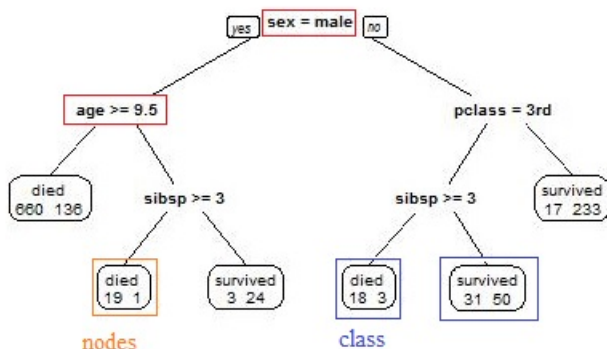 sex = male
yes
no
age >= 9.5
pclass = 3rd
died
660 136
sibsp >= 3
sibsp >= 3
survived
17 233
died
19 1
survived
3 24
died
18 3
survived
31 50
nodes
class